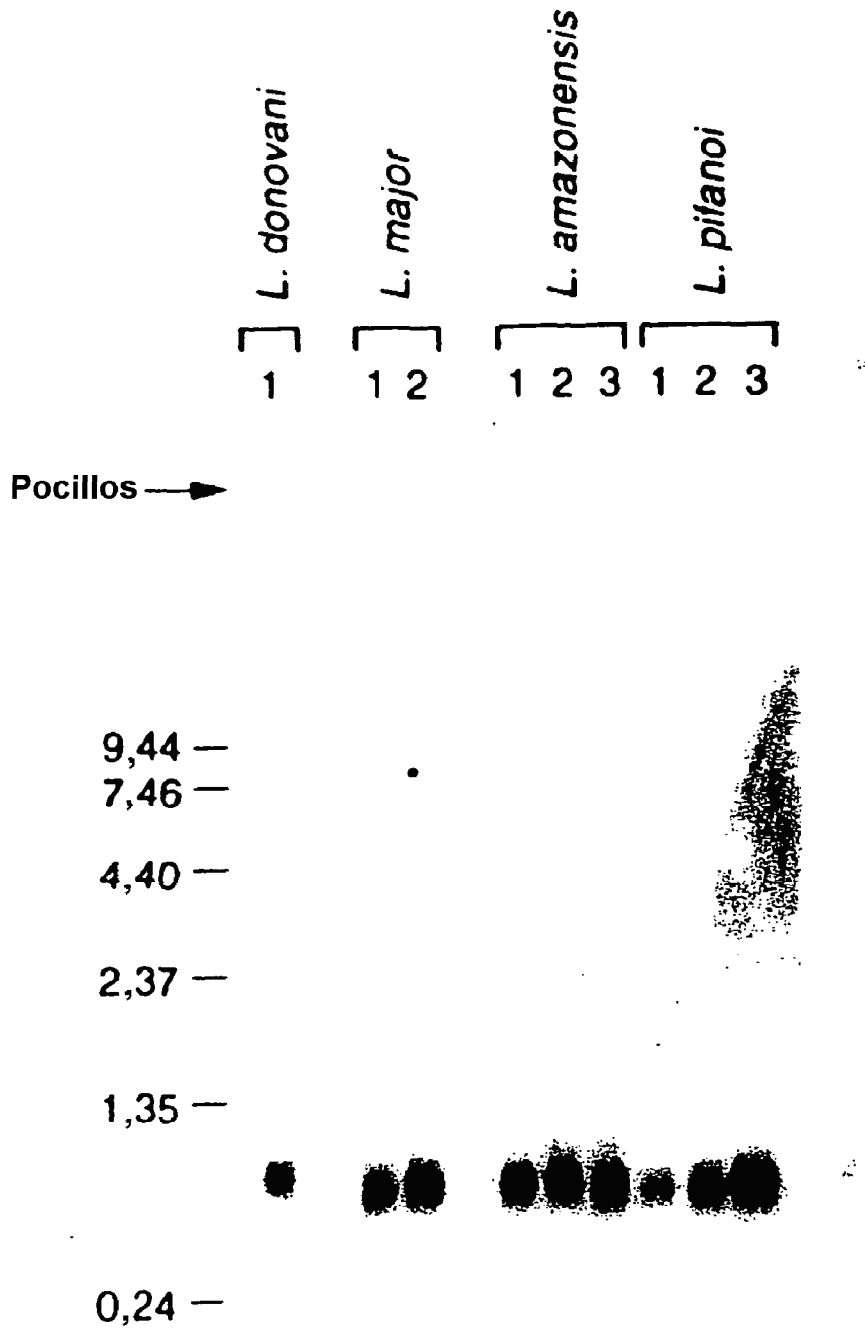 L. donovani
L. major
L. amazonensis
L. pifanoi
1 1 2 1 2 3 1 2 3
Pocillos
9,44
7,46
4,40
2,37
1,35
0,24